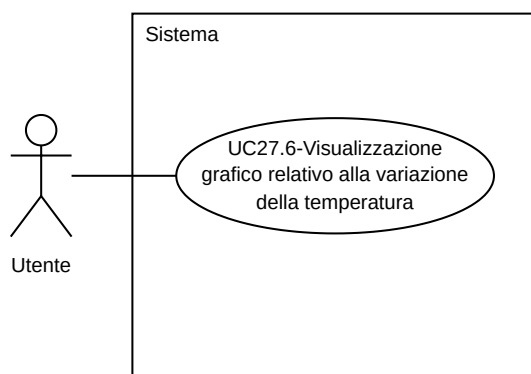 Sistema
UC27.6-Visualizzazione
grafico relativo alla variazione
della temperatura
Utente